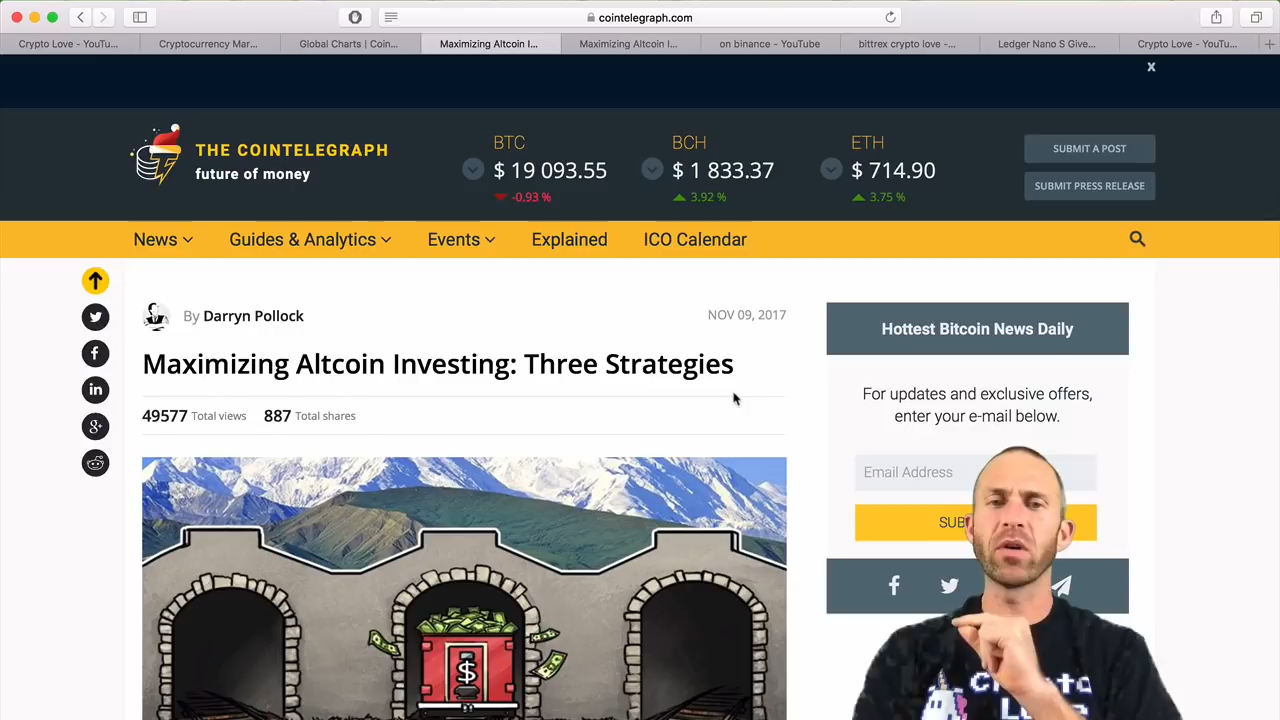 cointelegraph.com
Crypto Love - YouTu...
Cryptocurrency Mar...
Global Charts | Coin...
Maximizing Altcoin I...
Maximizing Altcoin I...
on binance - YouTube
bittrex crypto love -...
Ledger Nano S Give...
Crypto Love - YouTu...
x
THE COINTELEGRAPH
future of money
BTC
$ 19 093.55
-0.93 %
BCH
$ 1 833.37
3.92 %
ETH
$ 714.90
3.75 %
SUBMIT A POST
SUBMIT PRESS RELEASE
News
Guides & Analytics
Events
Explained
ICO Calendar
By Darryn Pollock
NOV 09, 2017
Maximizing Altcoin Investing: Three Strategies
49577 Total views 887 Total shares
$
Hottest Bitcoin News Daily
For updates and exclusive offers,
enter your e-mail below.
Email Address
SUB